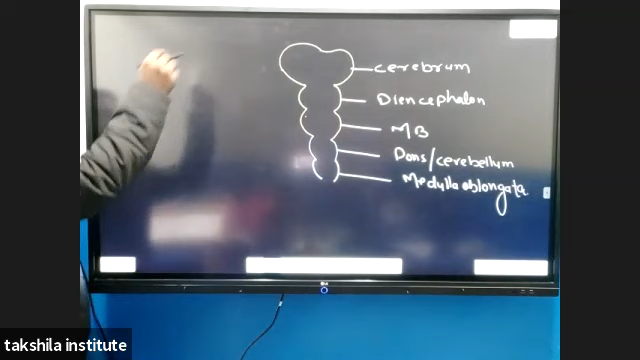 cerebrum
Diencephalon
MB
Pons/cerebellum
Medulla oblongata
takshila institute